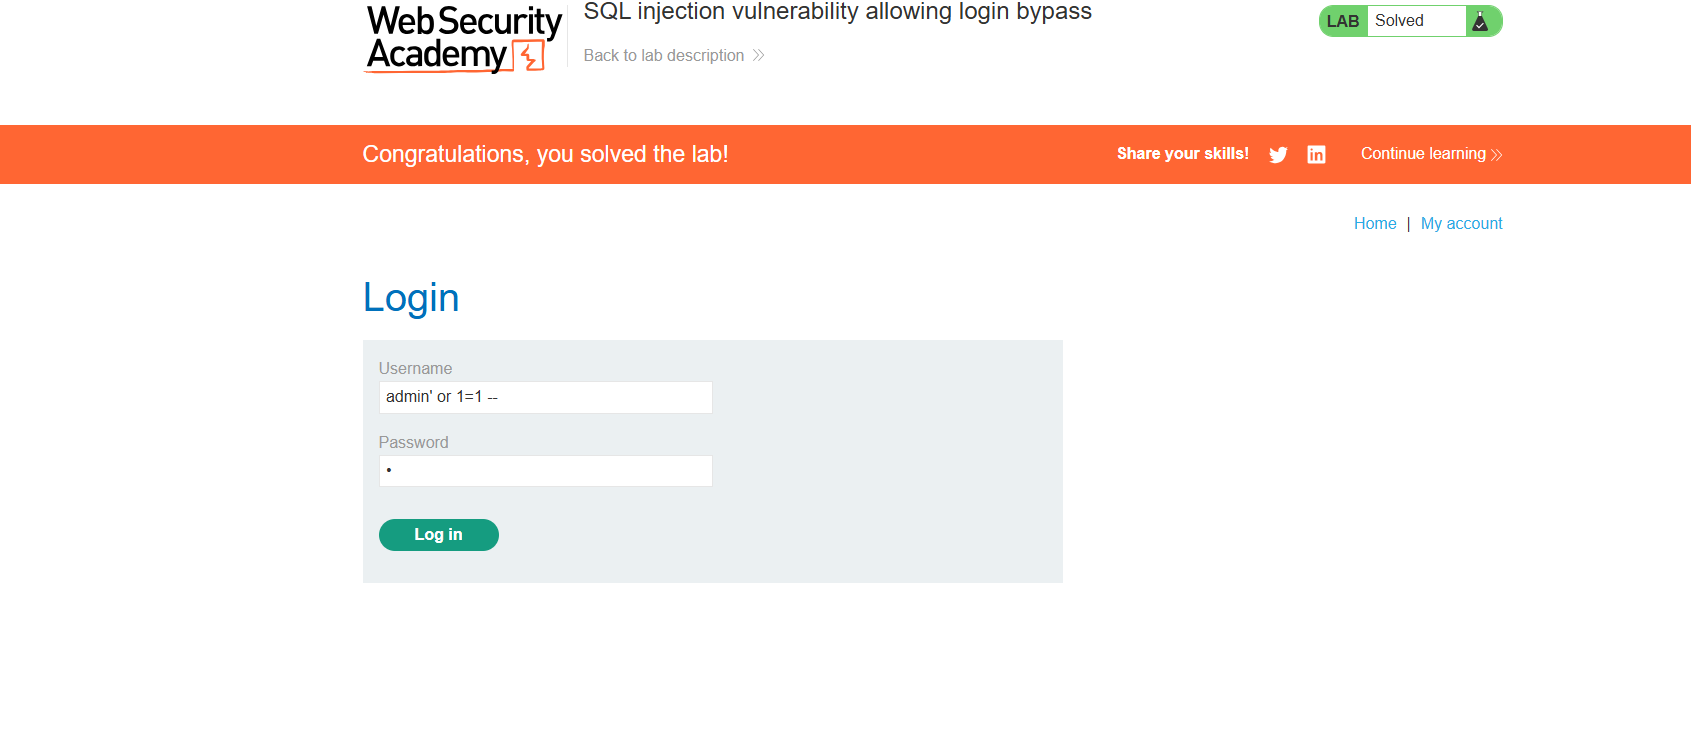 Web Security
Academy
SQL injection vulnerability allowing login bypass
Back to lab description
LAB Solved
Congratulations, you solved the lab!
Share your skills!
Continue learning
Home | My account
Login
Username
admin' or 1=1 --
Password
•
Log in